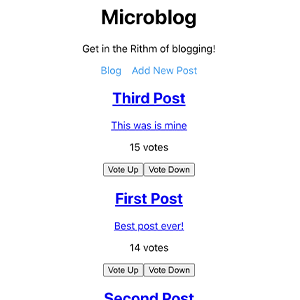 Microblog
Get in the Rithm of blogging!
Blog Add New Post
Third Post
This was is mine
15 votes
Vote Up Vote Down
First Post
Best post ever!
14 votes
Vote Up Vote Down
Second Post